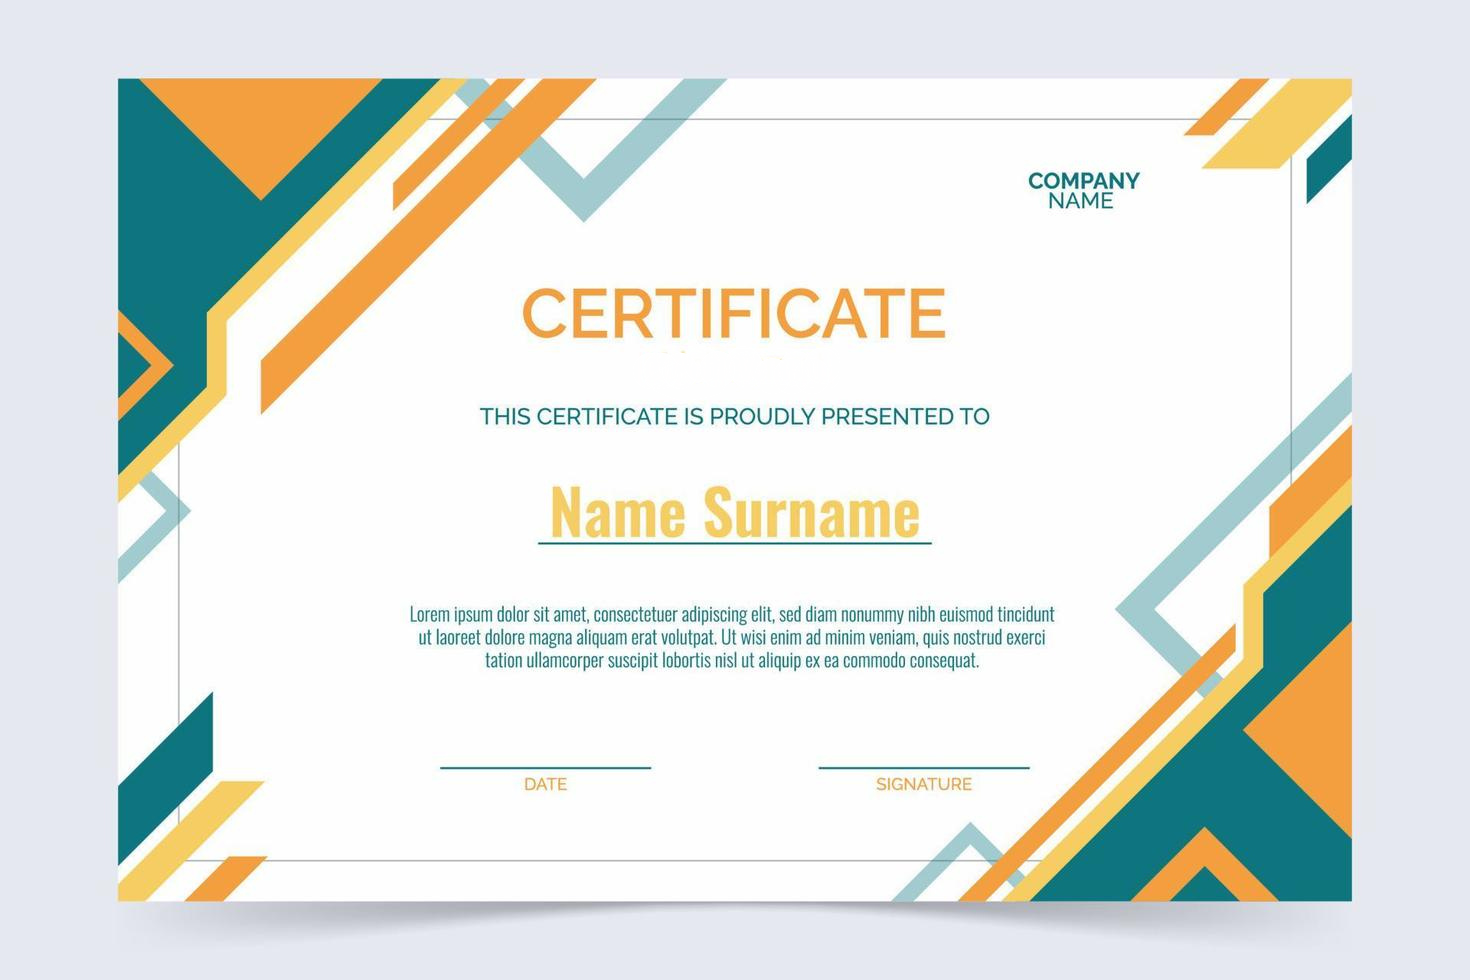 COMPANY
NAME
CERTIFICATE
THIS CERTIFICATE IS PROUDLY PRESENTED TO
Name Surname
Lorem ipsum dolor sit amet, consectetuer adipiscing elit, sed diam nonummy nibh euismod tincidunt
ut laoreet dolore magna aliquam erat volutpat. Ut wisi enim ad minim veniam, quis nostrud exerci
tation ullamcorper suscipit lobortis nisl ut aliquip ex ea commodo consequat.
DATE
SIGNATURE